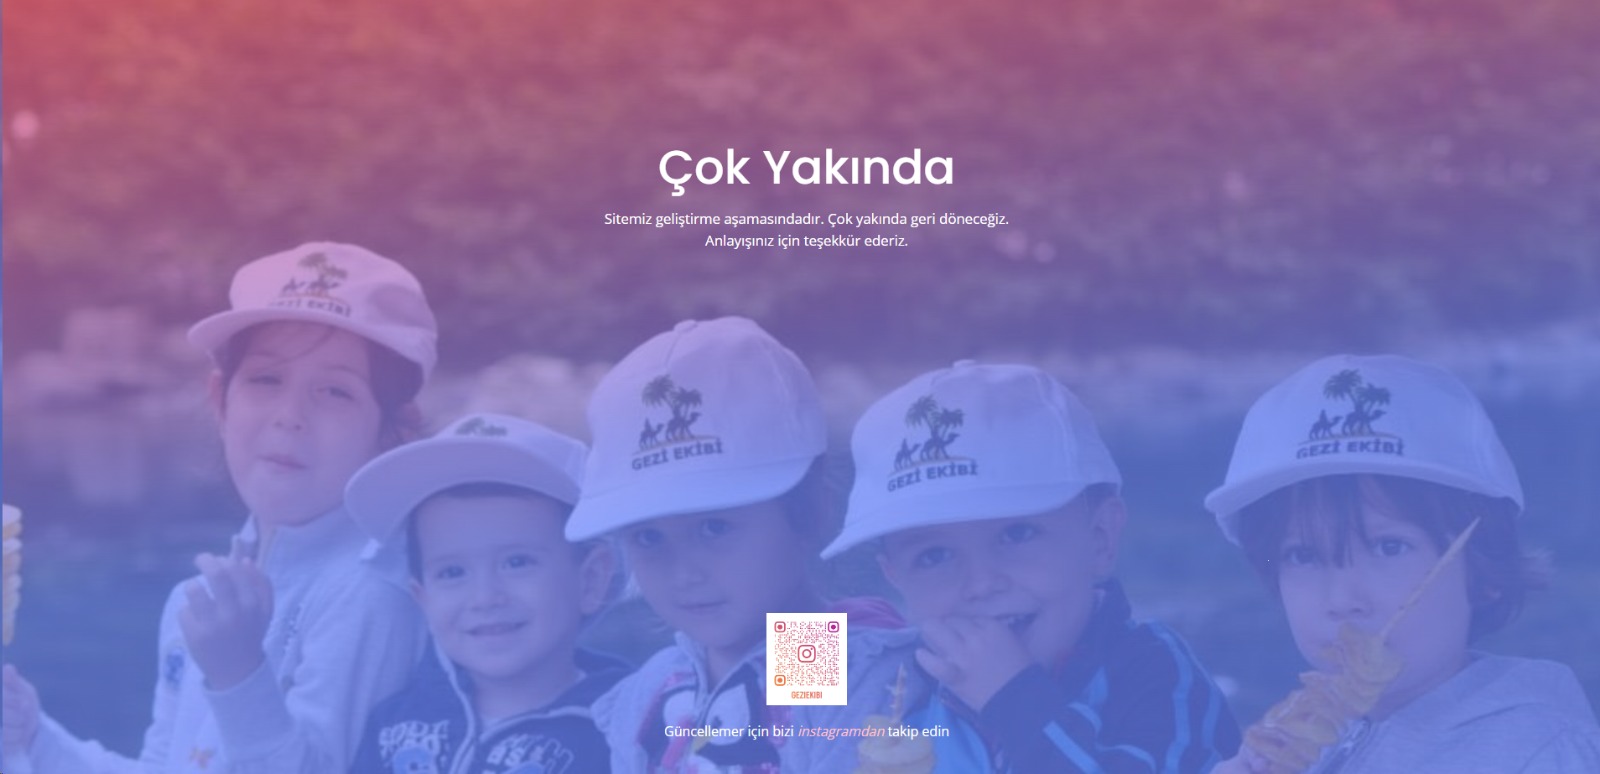 Çok Yakında
Sitemiz geliştirme aşamasındadır. Çok yakında geri döneceğiz.
Anlayışınız için teşekkür ederiz.
GEZİ EKİBİ
GEZİ EKİBİ
GEZİ EKİBİ
GEZİ EKİBİ
GEZIEKIBI
Güncellemer için bizi instagramdan takip edin